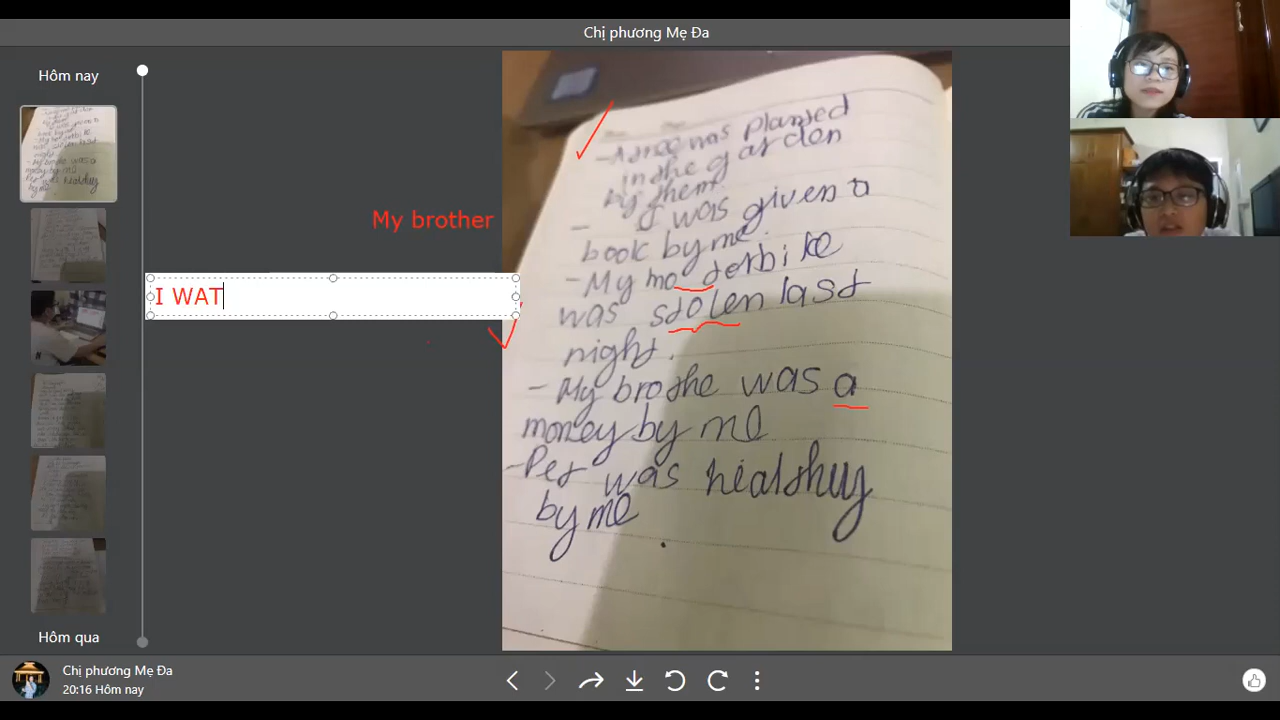 Chị phương Mẹ Đa
Hôm nay
- A tree was planted
in the garden
by them.
- I was given a
book by me.
- My motorbike
was stolen last
night.
- My brothe was a
money by me
- Pet was healthy
by me
My brother
I WAT
Hôm qua
Chị phương Mẹ Đa
20:16 Hôm nay